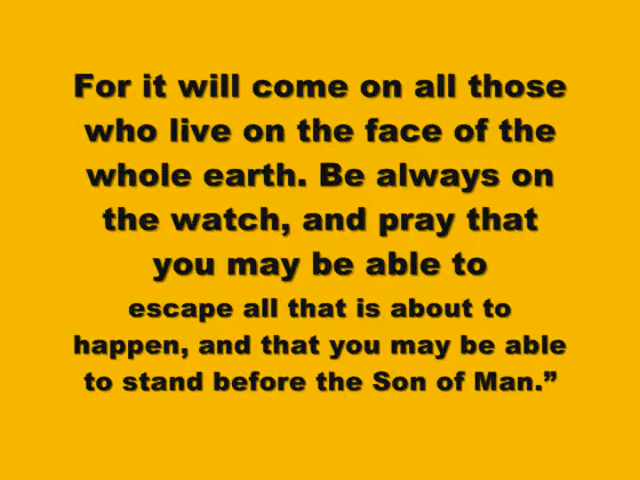 For it will come on all those
who live on the face of the
whole earth. Be always on
the watch, and pray that
you may be able to
escape all that is about to
happen, and that you may be able
to stand before the Son of Man.”